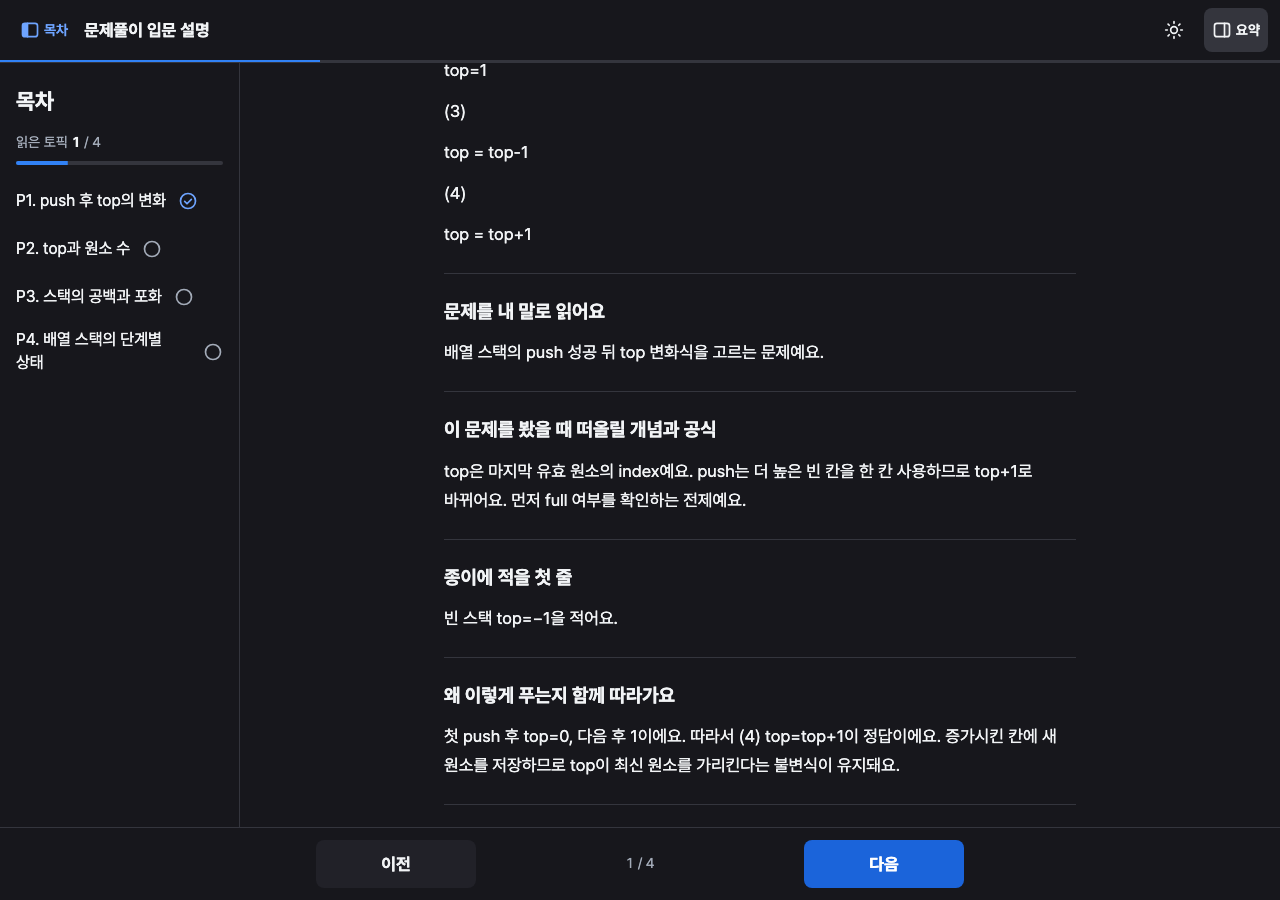 목차
문제풀이 입문 설명
요약
목차
읽은 토픽 1 / 4
P1. push 후 top의 변화
P2. top과 원소 수
P3. 스택의 공백과 포화
P4. 배열 스택의 단계별
상태
top=1
(3)
top = top-1
(4)
top = top+1
문제를 내 말로 읽어요
배열 스택의 push 성공 뒤 top 변화식을 고르는 문제예요.
이 문제를 봤을 때 떠올릴 개념과 공식
top은 마지막 유효 원소의 index예요. push는 더 높은 빈 칸을 한 칸 사용하므로 top+1로
바뀌어요. 먼저 full 여부를 확인하는 전제예요.
종이에 적을 첫 줄
빈 스택 top=−1을 적어요.
왜 이렇게 푸는지 함께 따라가요
첫 push 후 top=0, 다음 후 1이에요. 따라서 (4) top=top+1이 정답이에요. 증가시킨 칸에 새
원소를 저장하므로 top이 최신 원소를 가리킨다는 불변식이 유지돼요.
이전
1 / 4
다음